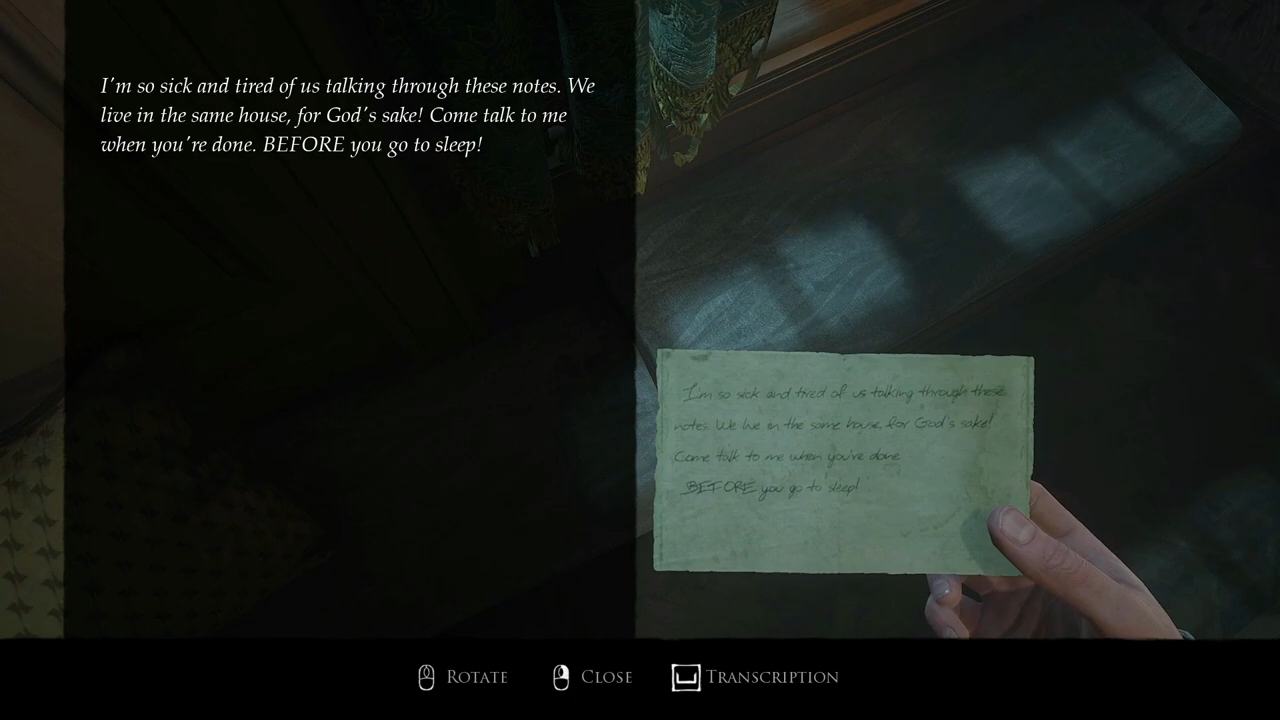 I'm so sick and tired of us talking through these notes. We
live in the same house, for God's sake! Come talk to me
when you're done. BEFORE you go to sleep!
I'm so sick and tired of us talking through these
notes. We live in the same house, for God's sake!
Come talk to me when you're done
BEFORE you go to sleep!
ROTATE
CLOSE
TRANSCRIPTION